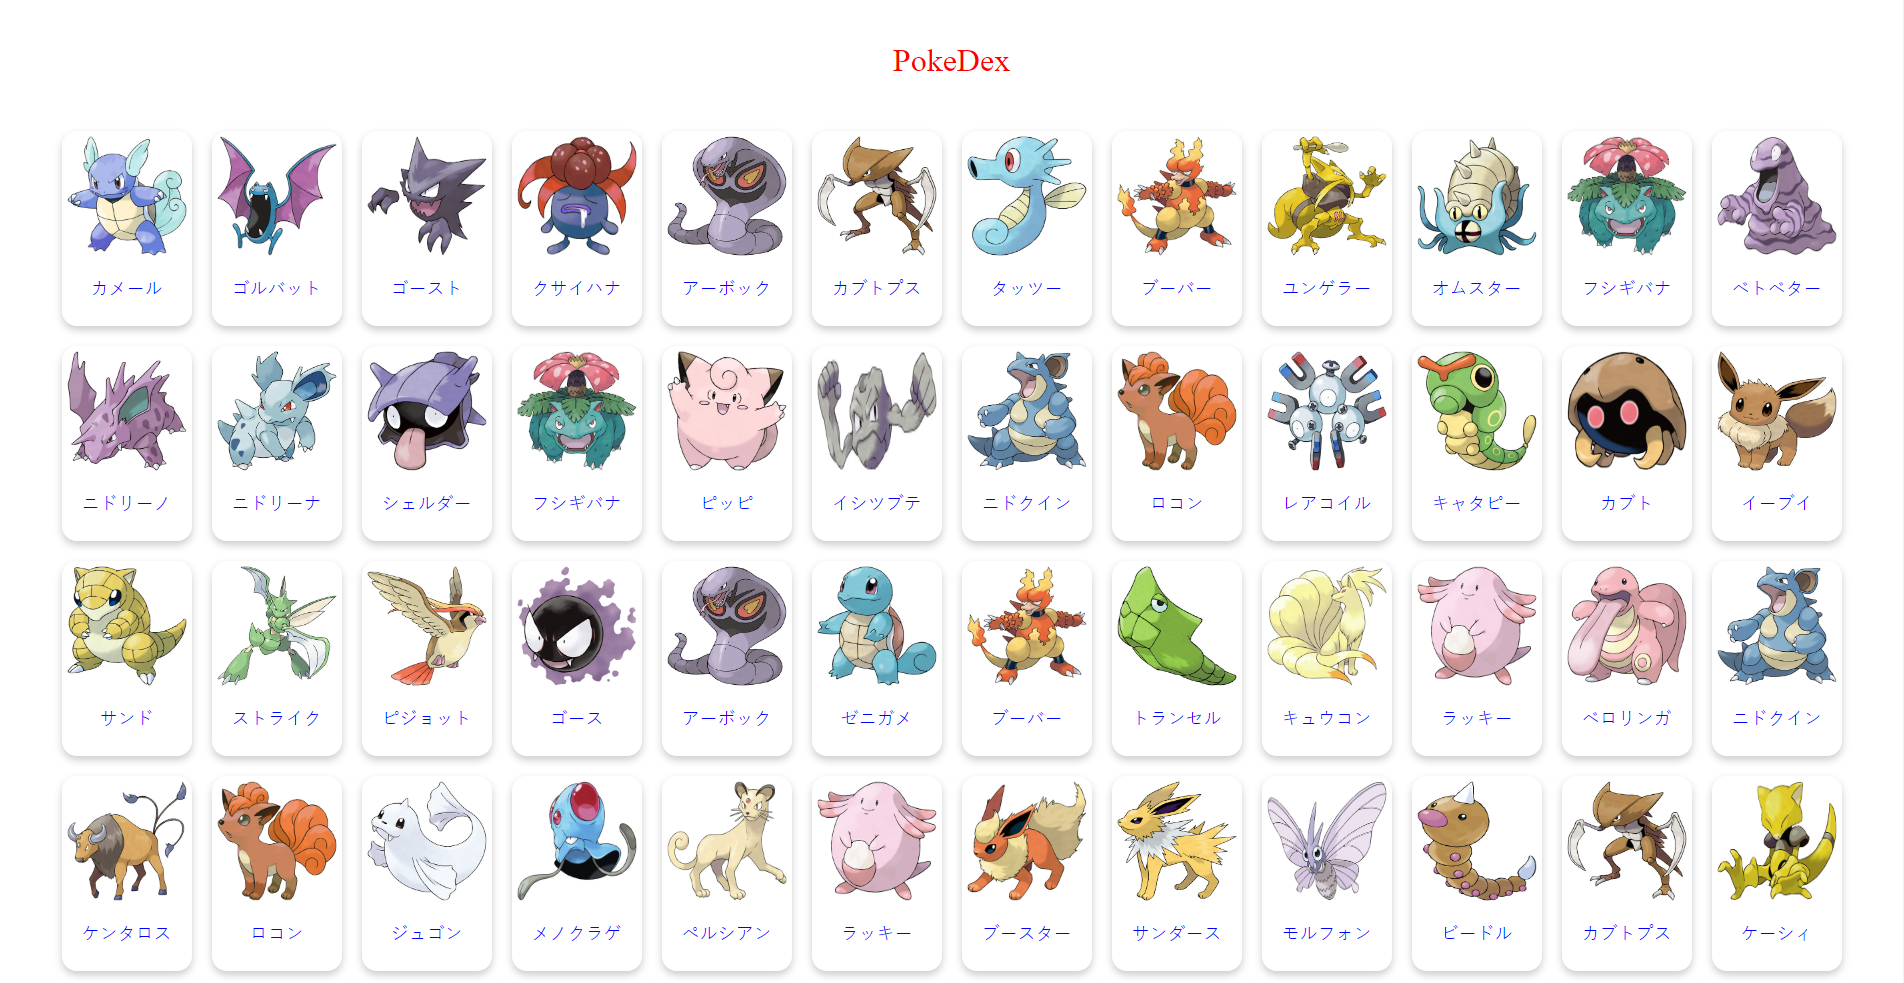 PokeDex
カメール ゴルバット ゴースト クサイハナ アーボック カブトプス タッツー ブーバー ユンゲラー オムスター フシギバナ ベトベター
ニドリーノ ニドリーナ シェルダー フシギバナ ピッピ イシツブテ ニドクイン ロコン レアコイル キャタピー カブト イーブイ
サンド ストライク ピジョット ゴース アーボック ゼニガメ ブーバー トランセル キュウコン ラッキー ベロリンガ ニドクイン
ケンタロス ロコン ジュゴン メノクラゲ ペルシアン ラッキー ブースター サンダース モルフォン ビードル カブトプス ケーシィ